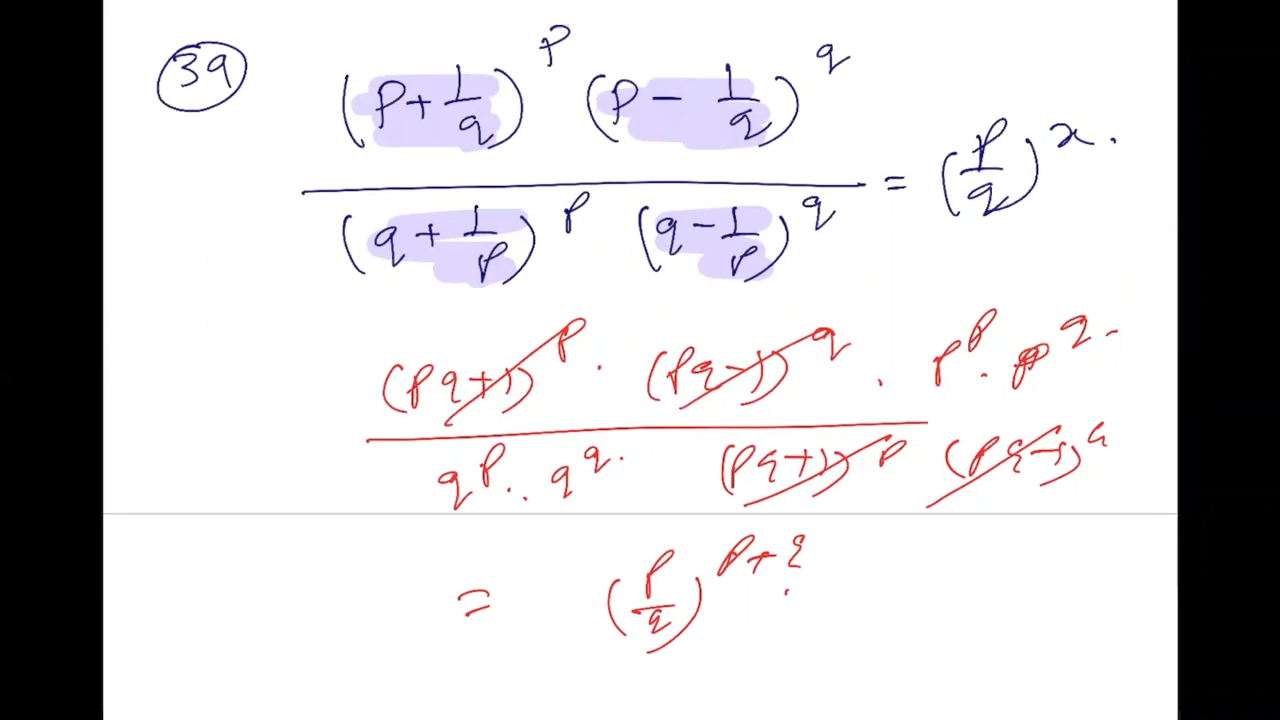 39
(p + 1/q)^p (p - 1/q)^q
/ (q + 1/p)^p (q - 1/p)^q = (p/q)^x .
(pq+1)^p . (pq-1)^q . p^p . p^q .
/ q^p . . q^q . (pq+1)^p (pq-1)^q
= (p/q)^p+q .